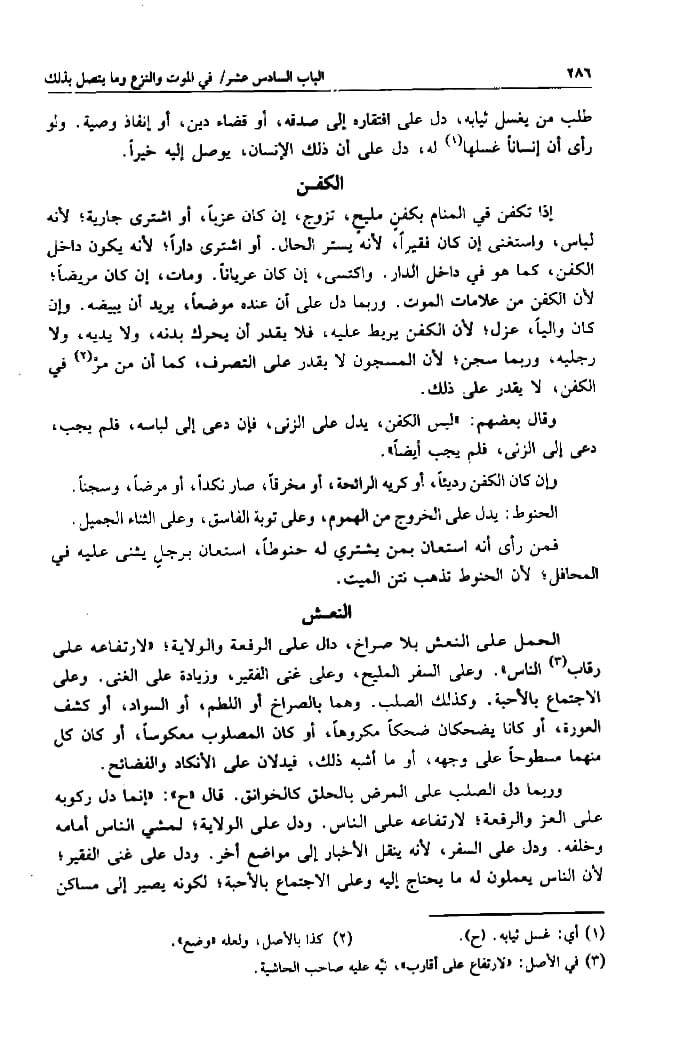 ٢٨٦ الباب السادس عشر/ في الموت والنزع وما يتصل بذلك
طلب من يغسل ثيابه، دل على افتقاره إلى صدقه، أو قضاء دين، أو إنفاذ وصية. ولو
رأى أن إنساناً غسلها(١) له، دل على أن ذلك الإنسان، يوصل إليه خيراً.
الكفـن
إذا تكفن في المنام بكفنٍ مليحٍ، تزوج، إن كان عزباً، أو اشترى جارية؛ لأنه
لباس، واستغنى إن كان فقيراً، لأنه يستر الحال. أو اشترى داراً؛ لأنه يكون داخل
الكفن، كما هو في داخل الدار. واكتسى، إن كان عرياناً. ومات، إن كان مريضاً؛
لأن الكفن من علامات الموت. وربما دل على أن عنده موضعاً، يريد أن يبيضه. وإن
كان والياً، عزل؛ لأن الكفن يربط عليه، فلا يقدر أن يحرك بدنه، ولا يديه، ولا
رجليه، وربما سجن؛ لأن المسجون لا يقدر على التصرف، كما أن من مرّ(٢) في
الكفن، لا يقدر على ذلك.
وقال بعضهم: «لبس الكفن، يدل على الزنى، فإن دعى إلى لباسه، فلم يجب،
دعى إلى الزنى، فلم يجب أيضاً».
وإن كان الكفن رديئاً، أو كريه الرائحة، أو مخرقاً، صار نكداً، أو مرضاً، وسجناً.
الحنوط: يدل على الخروج من الهموم، وعلى توبة الفاسق، وعلى الثناء الجميل.
فمن رأى أنه استعان بمن يشتري له حنوطاً، استعان برجلٍ يثنى عليه في
المحافل؛ لأن الحنوط تذهب نتن الميت.
النعـش
الحمل على النعش بلا صراخ، دال على الرفعة والولاية؛ «لارتفاعه على
رقاب(٣) الناس». وعلى السفر المليح، وعلى غنى الفقير، وزيادة على الغنى. وعلى
الاجتماع بالأحبة. وكذلك الصلب. وهما بالصراخ أو اللطم، أو السواد، أو كشف
العورة، أو كانا يضحكان ضحكاً مكروهاً، أو كان المصلوب معكوساً، أو كان كل
منهما مسطوحاً على وجهه، أو ما أشبه ذلك، فيدلان على الأنكاد والفضائح.
وربما دل الصلب على المرض بالحلق كالخوانق. قال «ح»: «إنما دل ركوبه
على العز والرفعة؛ لارتفاعه على الناس. ودل على الولاية؛ لمشي الناس أمامه
وخلفه. ودل على السفر، لأنه ينقل الأخبار إلى مواضع أخر. ودل على غنى الفقير؛
لأن الناس يعملون له ما يحتاج إليه وعلى الاجتماع بالأحبة؛ لكونه يصير إلى مساكن
(١) أي: غسل ثيابه. (ح). (٢) كذا بالأصل، ولعله «وضع».
(٣) في الأصل: «لارتفاع على أقارب»، نبّه عليه صاحب الحاشية.